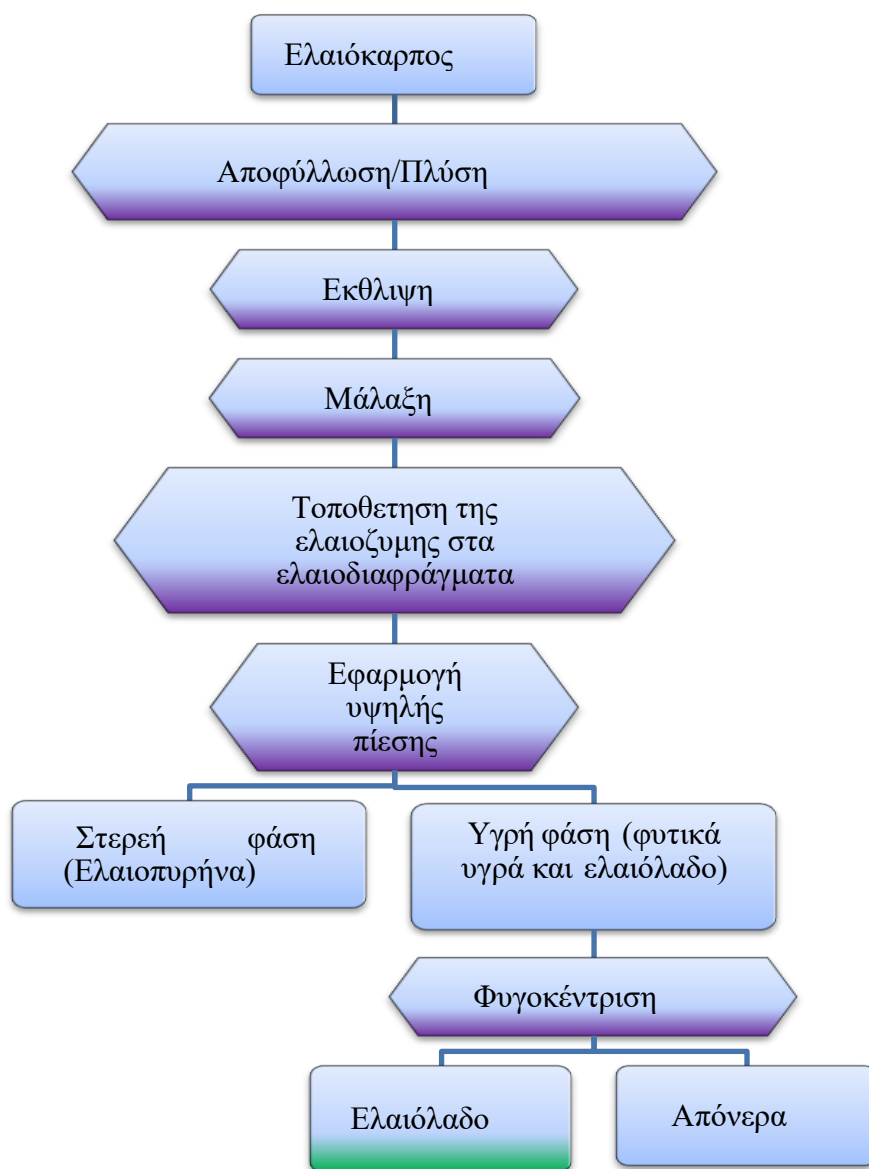 Ελαιόκαρπος
Αποφύλλωση/Πλύση
Εκθλιψη
Μάλαξη
Τοποθετηση της
ελαιοζυμης στα
ελαιοδιαφράγματα
Εφαρμογή
υψηλής
πίεσης
Στερεή φάση
(Ελαιοπυρήνα)
Υγρή φάση (φυτικά
υγρά και ελαιόλαδο)
Φυγοκέντριση
Ελαιόλαδο
Απόνερα